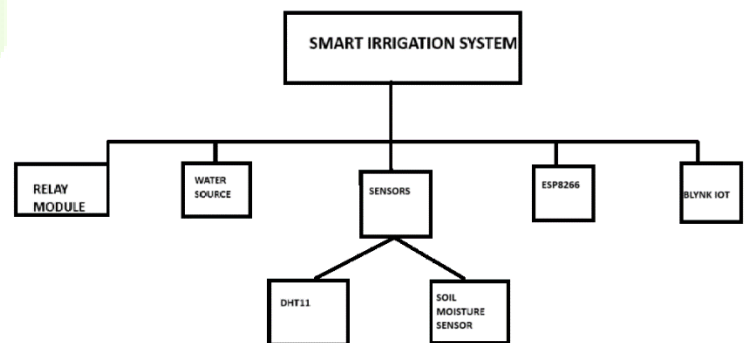 SMART IRRIGATION SYSTEM
RELAY
MODULE
WATER
SOURCE
SENSORS
ESP8266
BLYNK IOT
DHT11
SOIL
MOISTURE
SENSOR